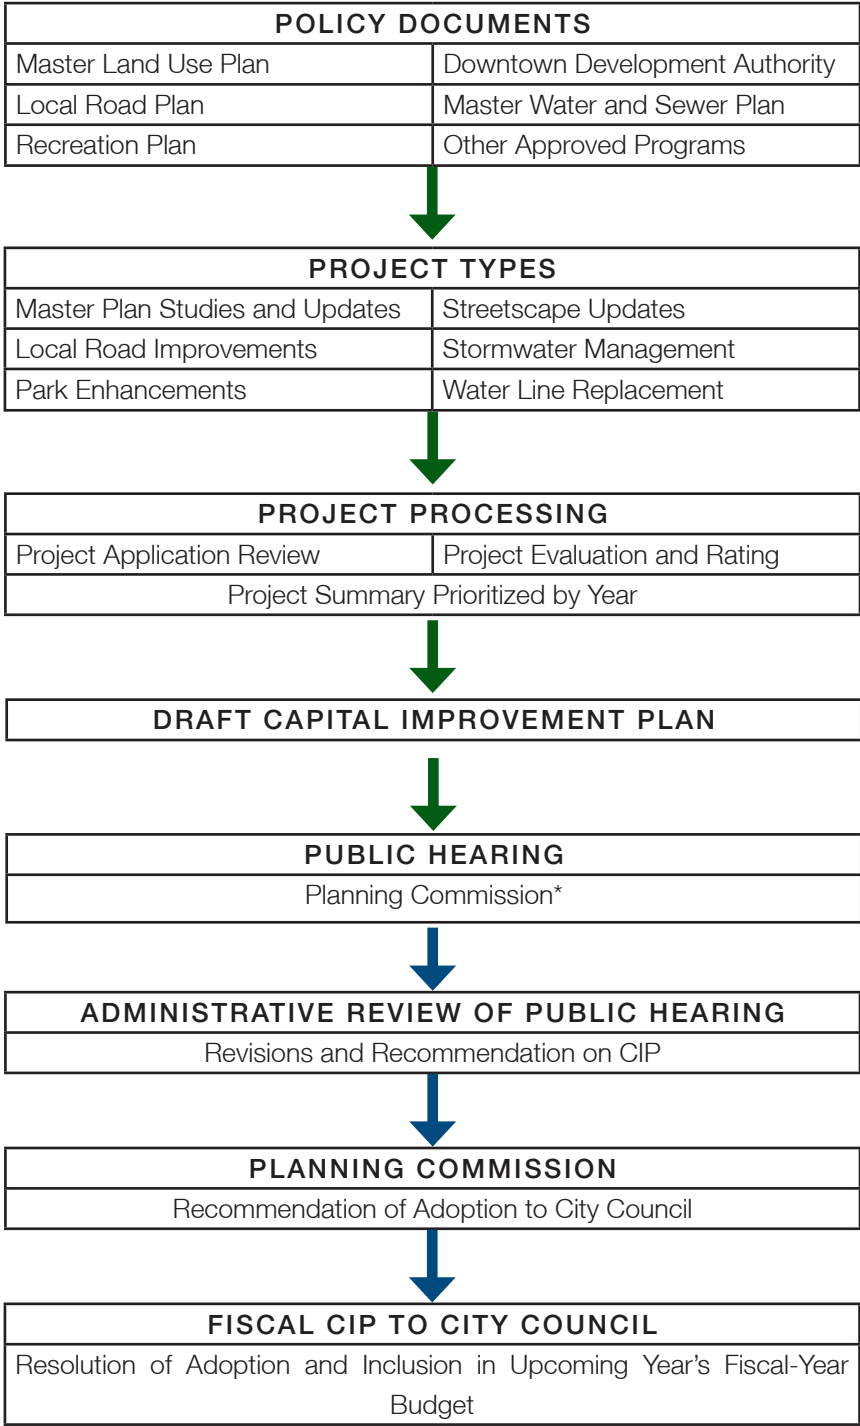 POLICY DOCUMENTS
Master Land Use Plan
Downtown Development Authority
Local Road Plan
Master Water and Sewer Plan
Recreation Plan
Other Approved Programs
PROJECT TYPES
Master Plan Studies and Updates
Streetscape Updates
Local Road Improvements
Stormwater Management
Park Enhancements
Water Line Replacement
PROJECT PROCESSING
Project Application Review
Project Evaluation and Rating
Project Summary Prioritized by Year
DRAFT CAPITAL IMPROVEMENT PLAN
PUBLIC HEARING
Planning Commission*
ADMINISTRATIVE REVIEW OF PUBLIC HEARING
Revisions and Recommendation on CIP
PLANNING COMMISSION
Recommendation of Adoption to City Council
FISCAL CIP TO CITY COUNCIL
Resolution of Adoption and Inclusion in Upcoming Year's Fiscal-Year
Budget